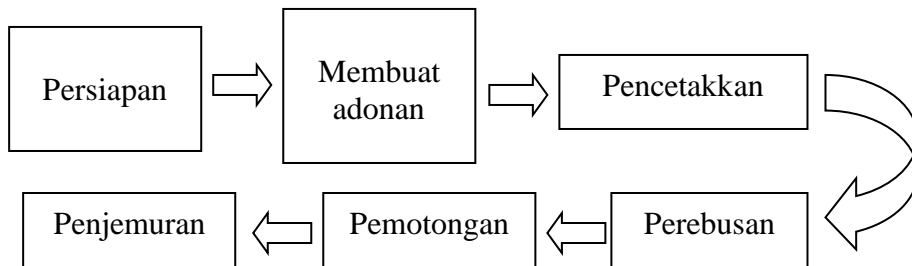 Persiapan
Membuat
adonan
Pencetakkan
Perebusan
Pemotongan
Penjemuran